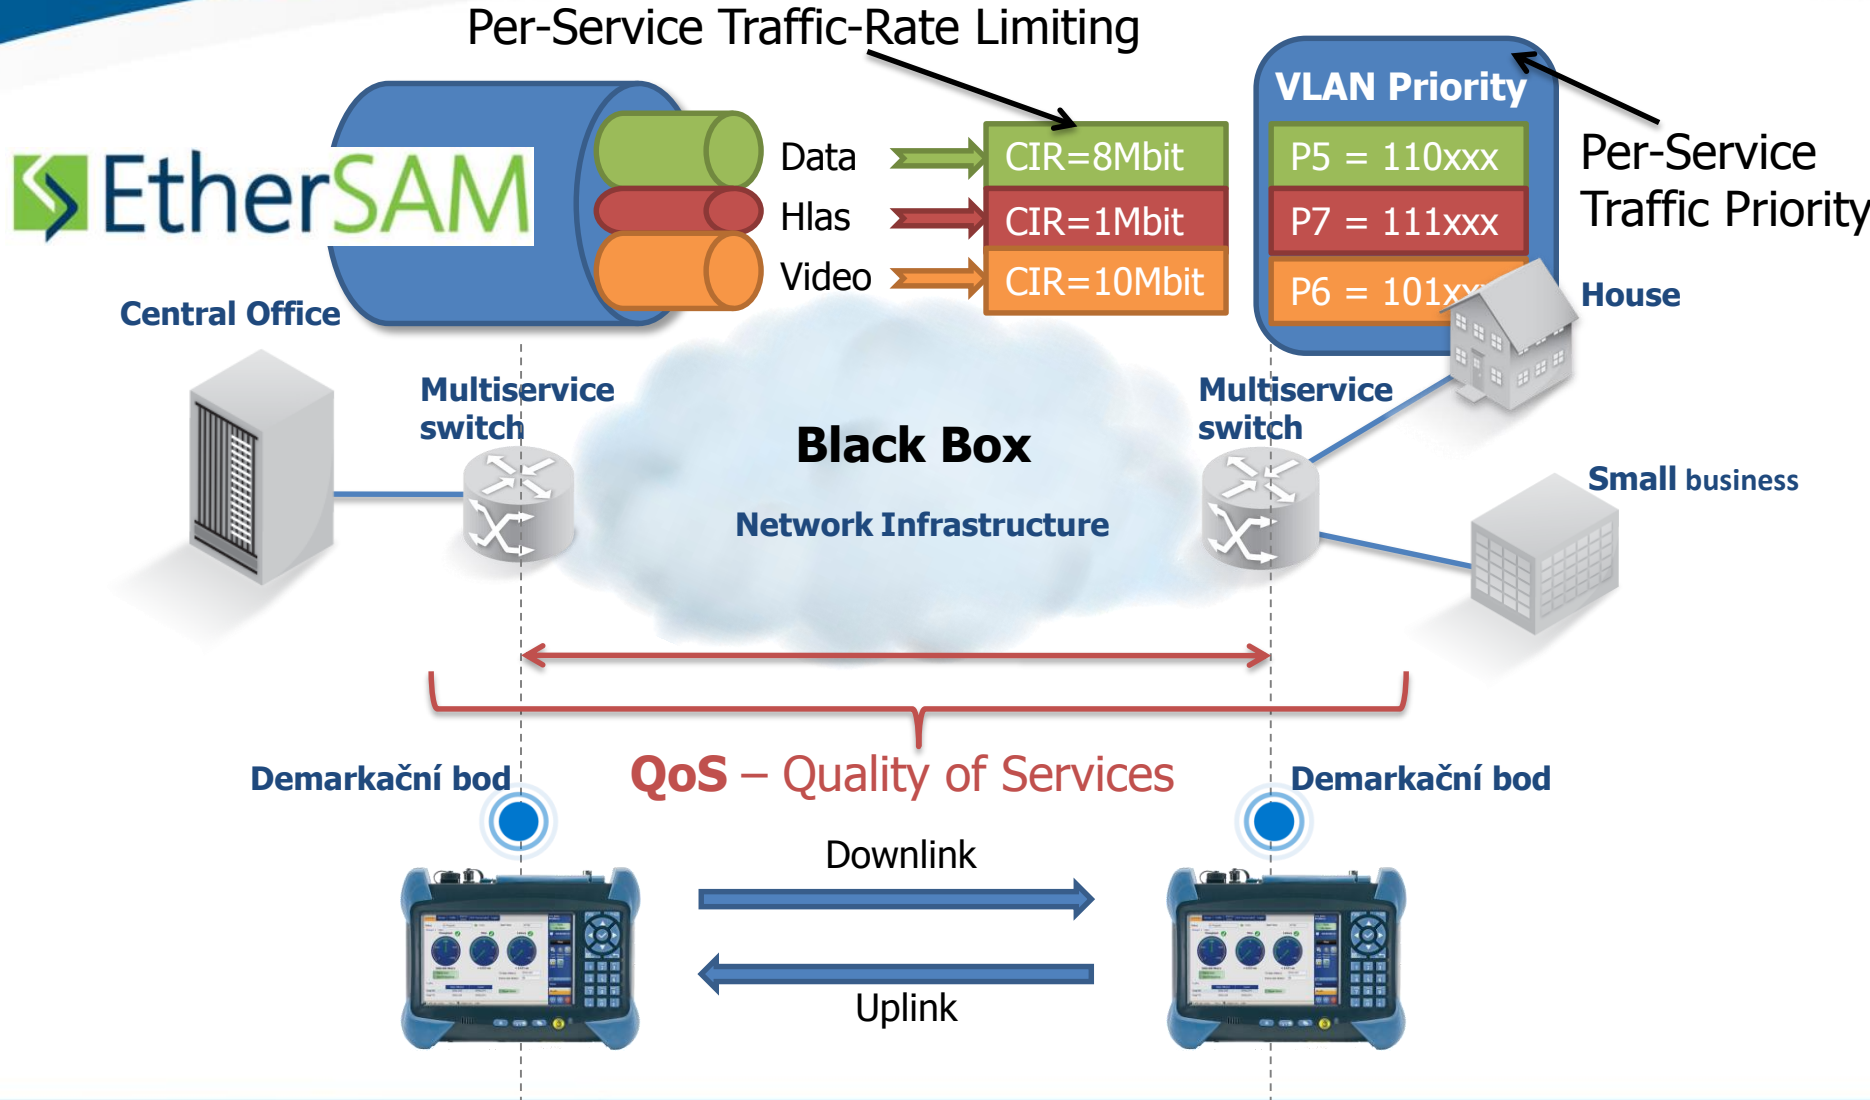 Per-Service Traffic-Rate Limiting
VLAN Priority
EtherSAM
Data
CIR=8Mbit
P5 = 110xxx
Per-Service
Traffic Priority
Hlas
CIR=1Mbit
P7 = 111xxx
Video
CIR=10Mbit
P6 = 101xx
House
Central Office
Multiservice
switch
Multiservice
switch
Black Box
Network Infrastructure
Small business
QoS – Quality of Services
Demarkační bod
Demarkační bod
Downlink
Uplink